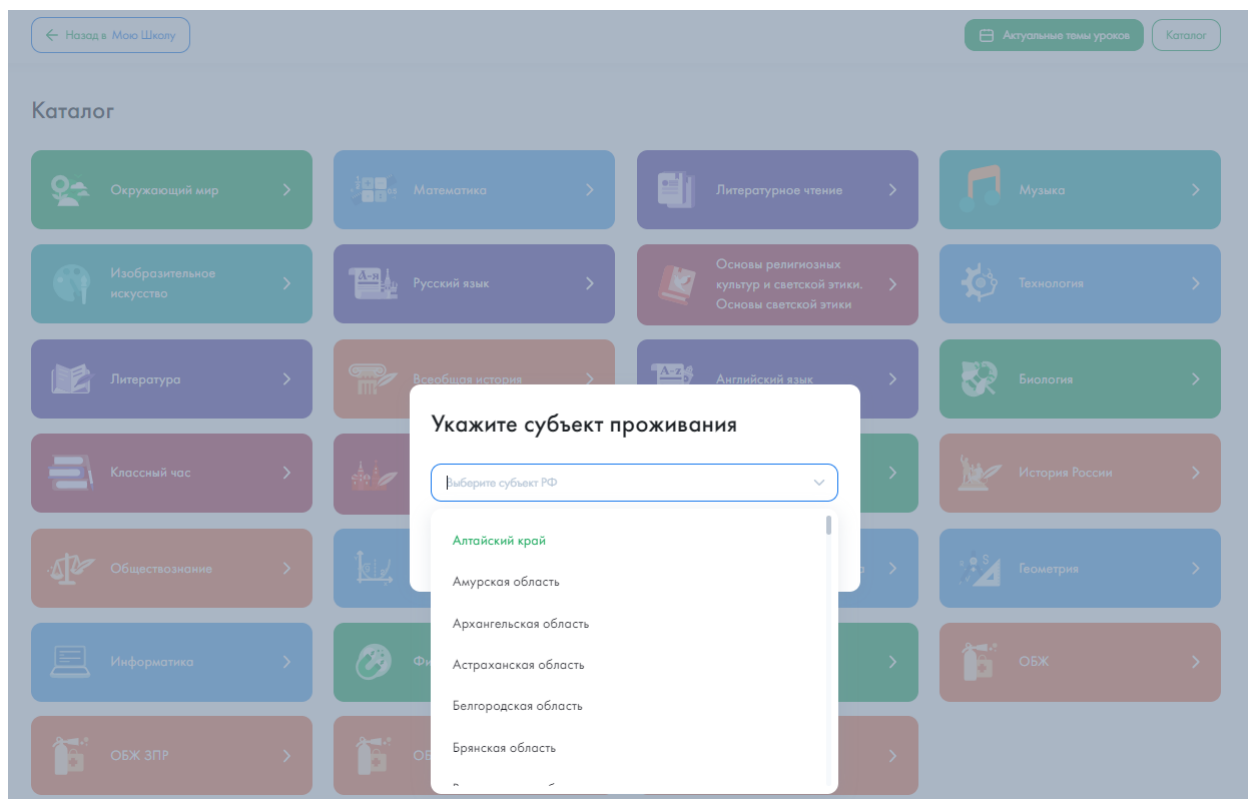 Назад в Мою Школу
Актуальные темы уроков
Каталог
Каталог
Окружающий мир
Математика
Литературное чтение
Музыка
Изобразительное
искусство
А-Я
Русский язык
Основы религиозных
культур и светской этики.
Основы светской этики
Технология
Литература
Всеобщая история
A-z
Английский язык
Биология
Укажите субъект проживания
Классный час
История России
Выберите субъект РФ
Алтайский край
Обществознание
S
Геометрия
Амурская область
Архангельская область
Информатика
ОБЖ
Астраханская область
Белгородская область
Брянская область
ОБЖ ЗПР